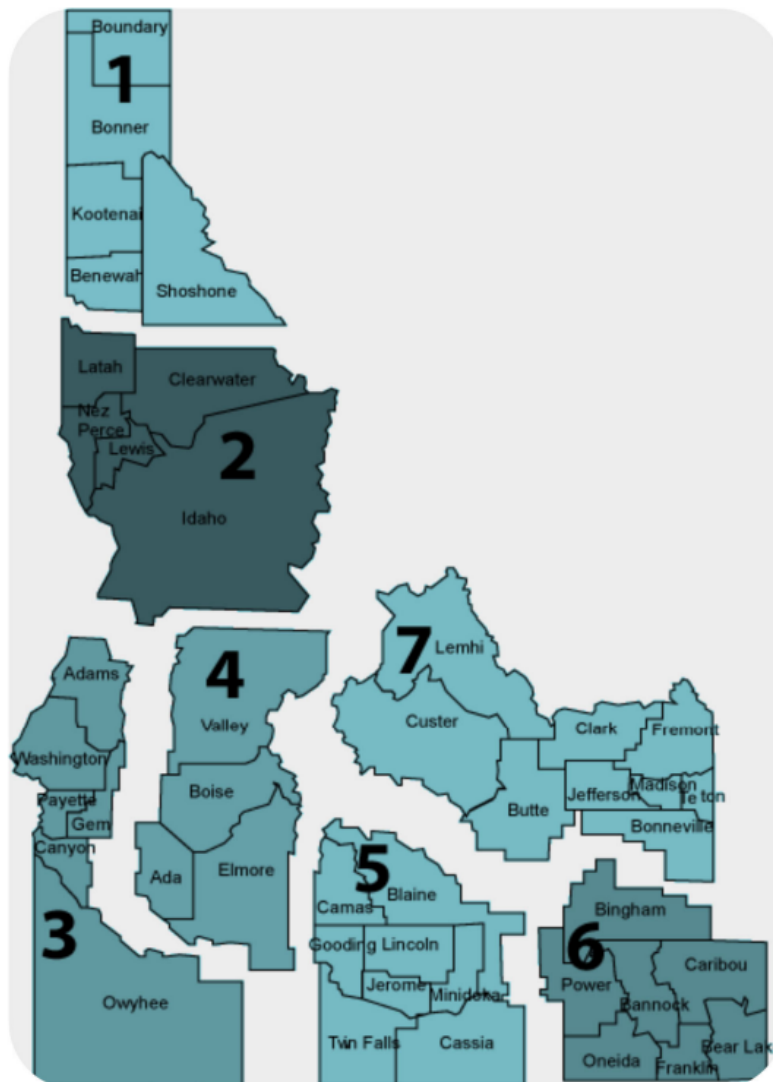 Boundary
1
Bonner
Kootenai
Benewah
Shoshone
Latah
Clearwater
Nez
Perce
Lewis
2
Idaho
7
Lemhi
Adams
4
Valley
Custer
Clark
Fremont
Washington
Boise
Butte
Jefferson
Madison
Teton
Payette
Gem
Bonneville
Canyon
Ada
Elmore
5
Blaine
Camas
3
Bingham
Gooding
Lincoln
6
Caribou
Power
Jerome
Minidoka
Bannock
Owyhee
Twin Falls
Cassia
Oneida
Franklin
Bear Lak